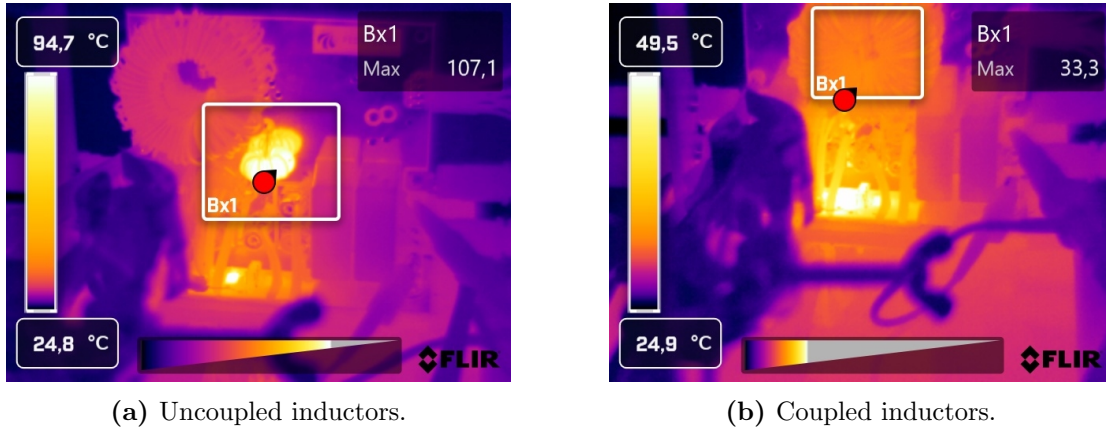 94,7 °C
Bx1
Max 107,1
Bx1
24,8 °C
FLIR
(a) Uncoupled inductors.
49,5 °C
Bx1
Max 33,3
Bx1
24,9 °C
FLIR
(b) Coupled inductors.